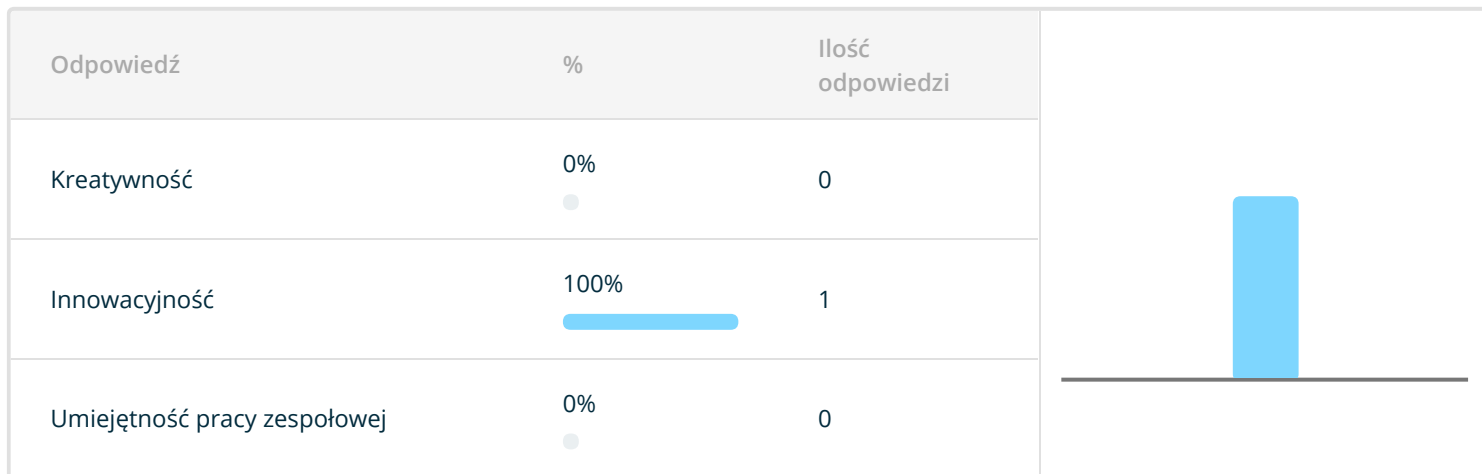 Odpowiedź % Ilość
odpowiedzi
Kreatywność 0% 0
Innowacyjność 100% 1
Umiejętność pracy zespołowej 0% 0